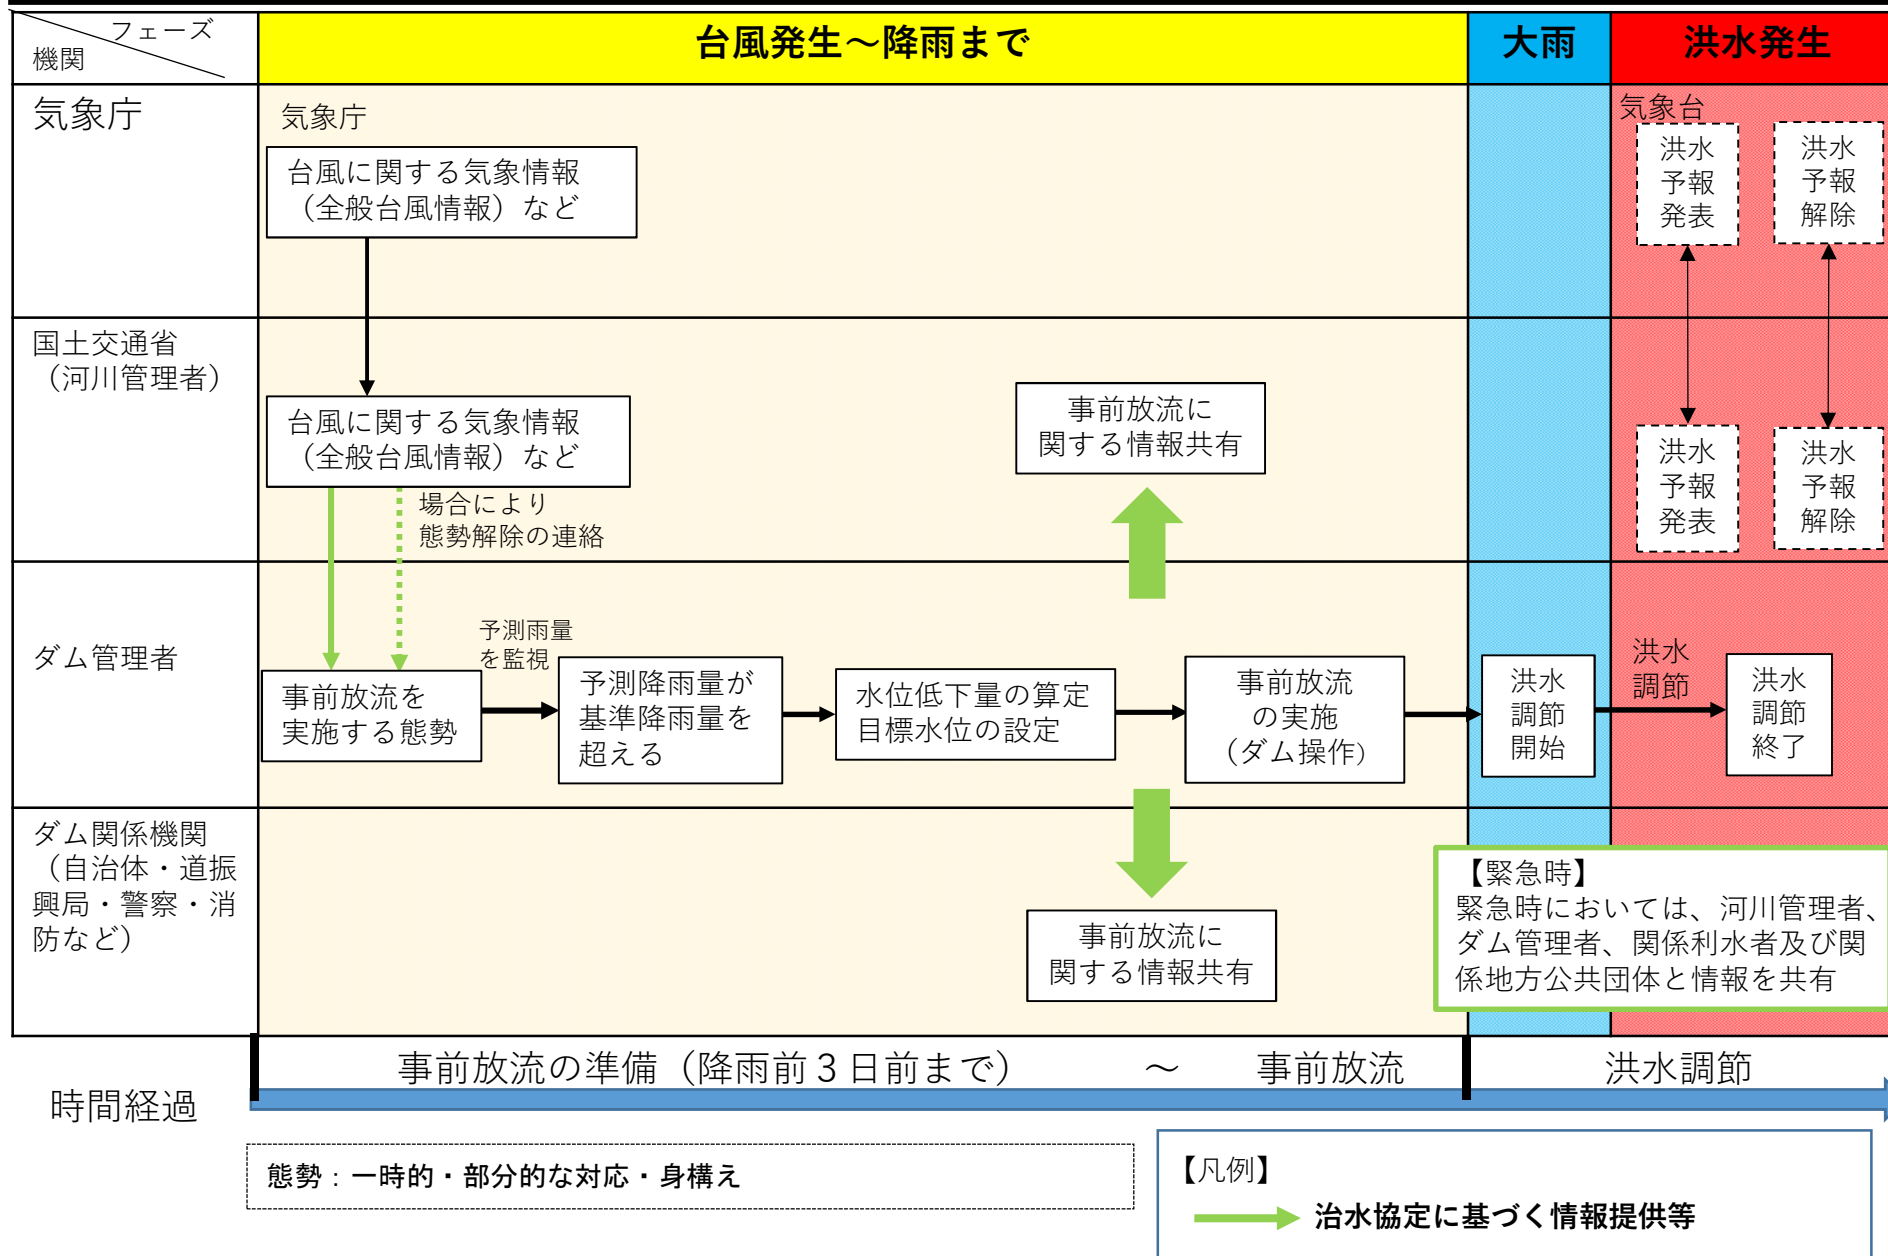 フェーズ
機関
台風発生～降雨まで
大雨
洪水発生
気象庁
気象庁
台風に関する気象情報
（全般台風情報）など
気象台
洪水
予報
発表
洪水
予報
解除
国土交通省
（河川管理者）
台風に関する気象情報
（全般台風情報）など
場合により
態勢解除の連絡
事前放流に
関する情報共有
洪水
予報
発表
洪水
予報
解除
ダム管理者
事前放流を
実施する態勢
予測雨量
を監視
予測降雨量が
基準降雨量を
超える
水位低下量の算定
目標水位の設定
事前放流
の実施
（ダム操作）
洪水
調節
開始
洪水
調節
洪水
調節
終了
ダム関係機関
（自治体・道振
興局・警察・消
防など）
事前放流に
関する情報共有
【緊急時】
緊急時においては、河川管理者、
ダム管理者、関係利水者及び関
係地方公共団体と情報を共有
時間経過
事前放流の準備（降雨前３日前まで）　～　事前放流
洪水調節
態勢：一時的・部分的な対応・身構え
【凡例】
治水協定に基づく情報提供等